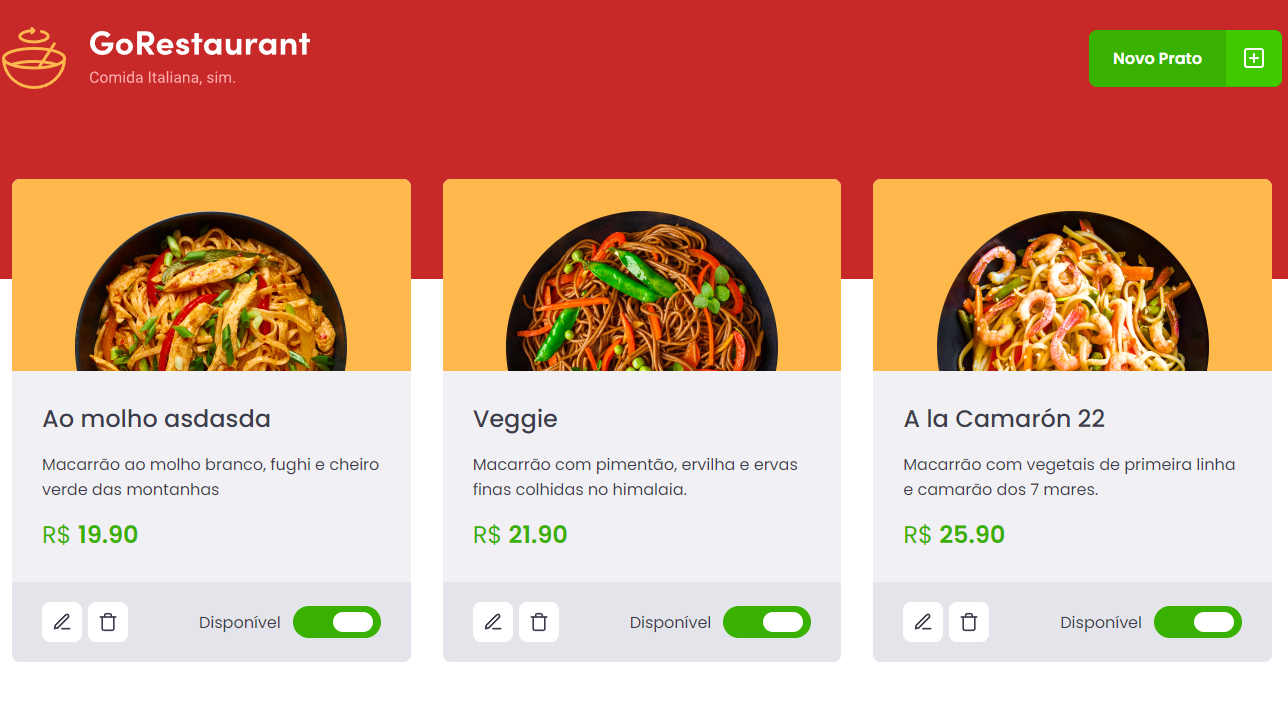 GoRestaurant
Comida Italiana, sim.
Novo Prato
Ao molho asdasda
Macarrão ao molho branco, fughi e cheiro
verde das montanhas
R$ 19.90
Disponível
Veggie
Macarrão com pimentão, ervilha e ervas
finas colhidas no himalaia.
R$ 21.90
Disponível
A la Camarón 22
Macarrão com vegetais de primeira linha
e camarão dos 7 mares.
R$ 25.90
Disponível